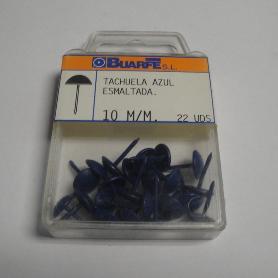 BUARFE S.L.
TACHUELA AZUL
ESMALTADA.
10 M/M. 22 UDS